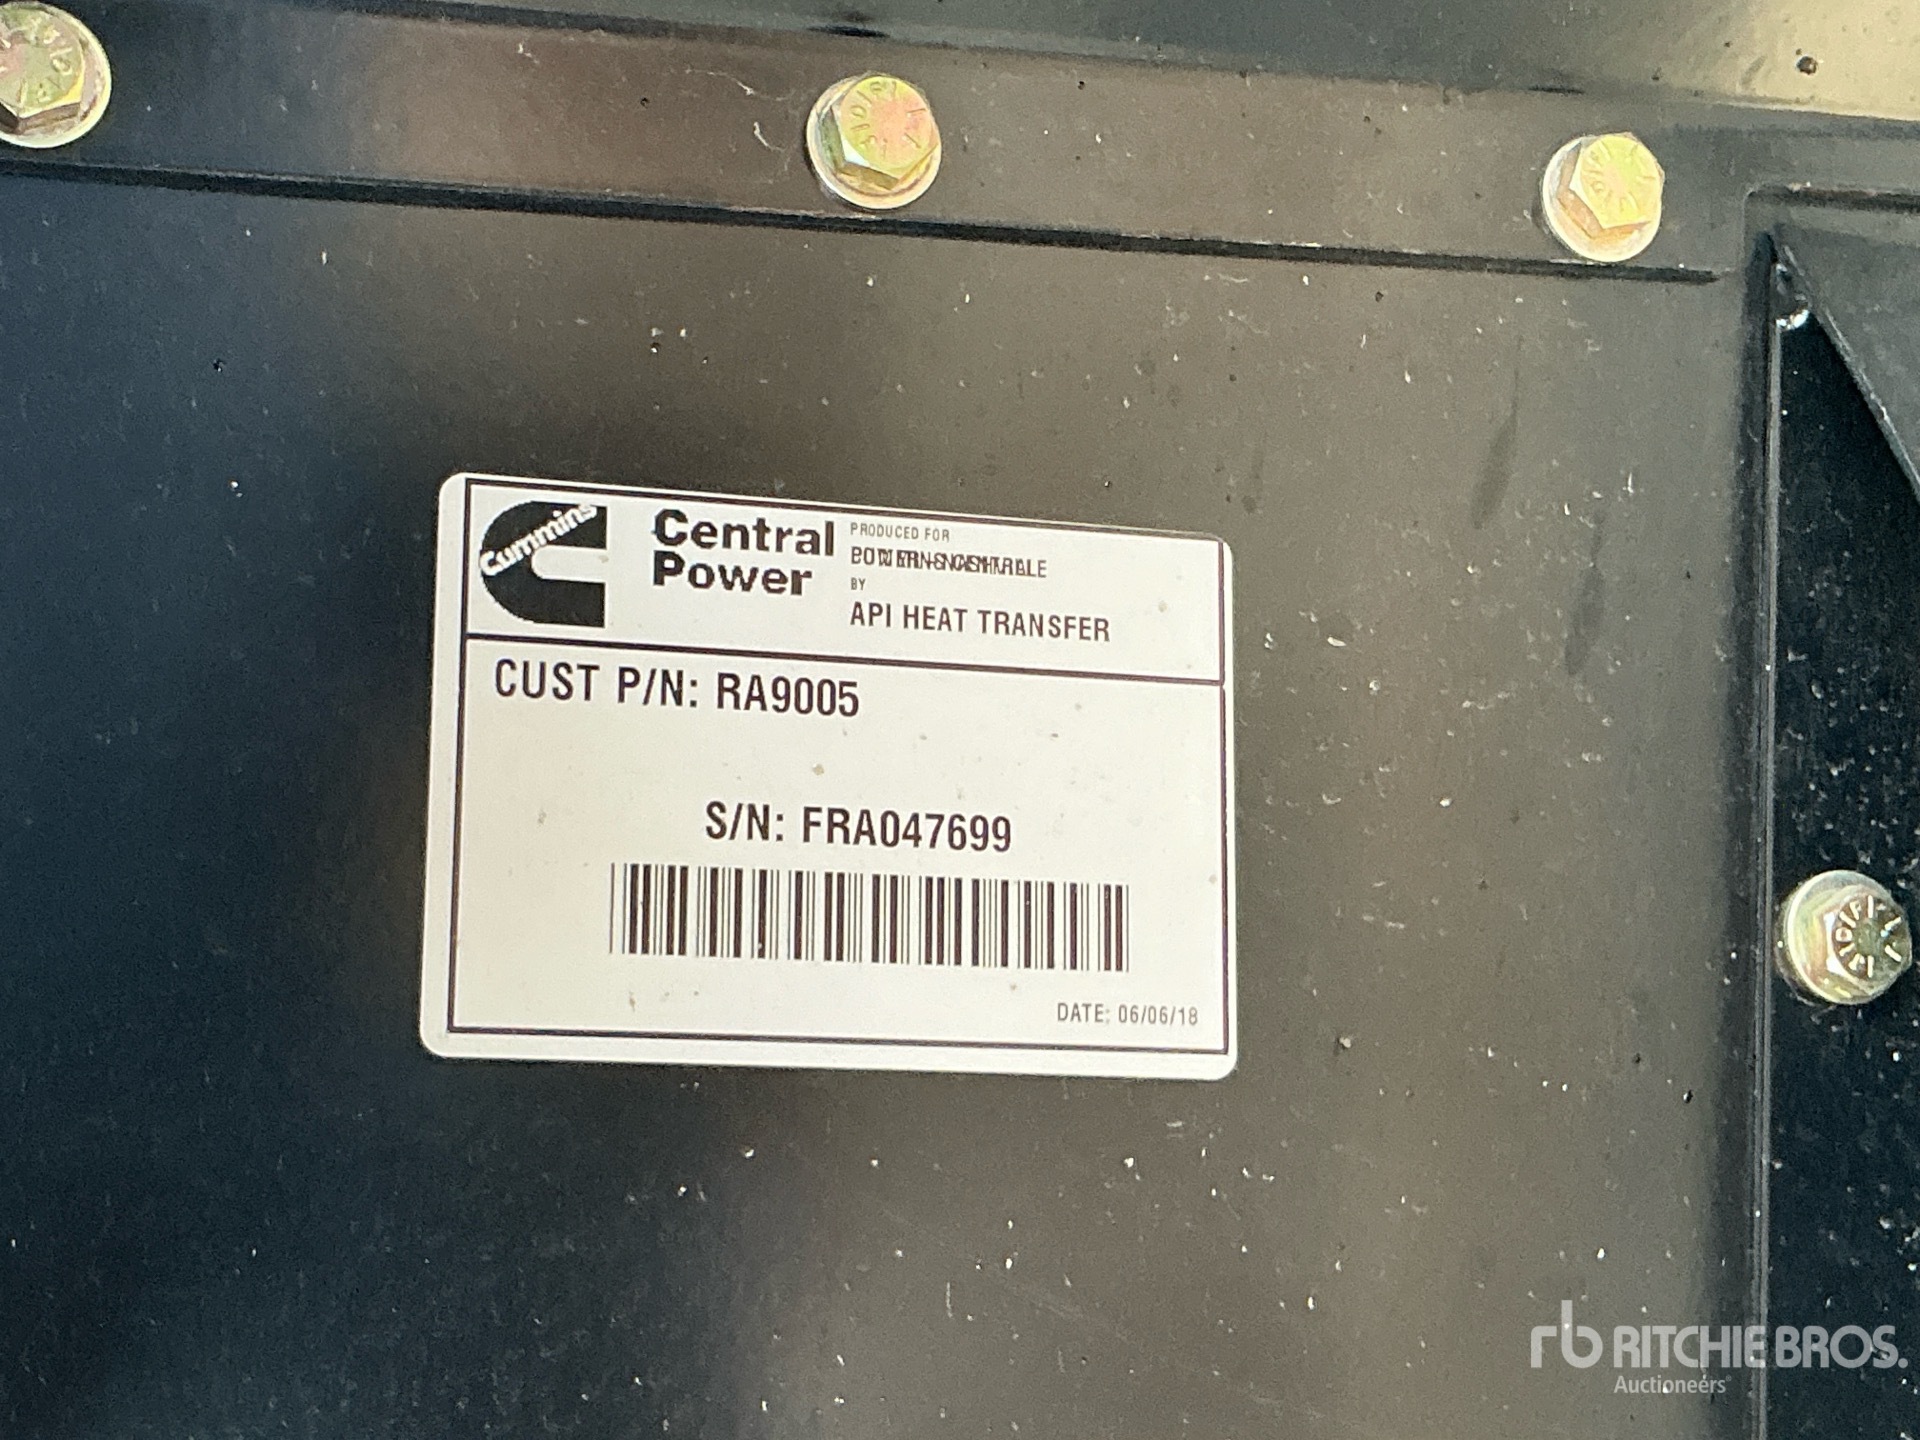 Cummins
Central
Power
PRODUCED FOR
BY
API HEAT TRANSFER
CUST P/N: RA9005
S/N: FRA047699
DATE: 06/06/18
rb RITCHIE BROS.
Auctioneers